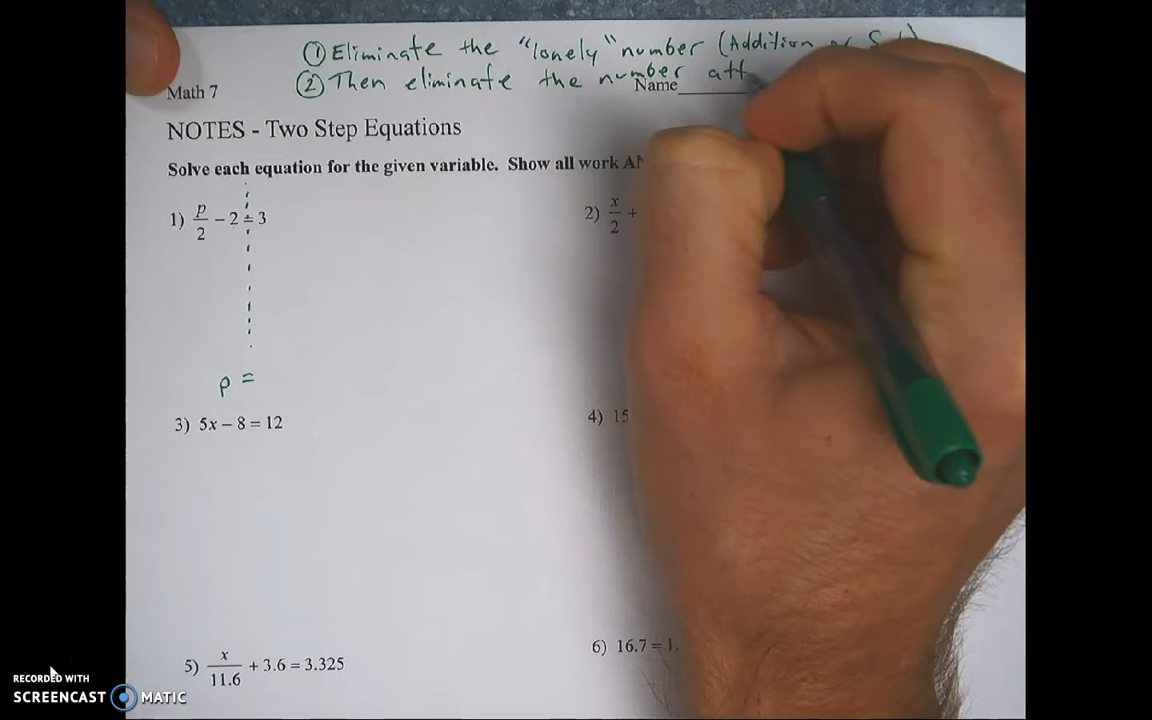 ① Eliminate the "lonely" number (Addition
② Then eliminate the number att
Math 7
Name
NOTES - Two Step Equations
Solve each equation for the given variable. Show all work
1) p/2 − 2 = 3
2) x/2 +
p =
3) 5x − 8 = 12
4) 15
5) x/11.6 + 3.6 = 3.325
6) 16.7 = 1.
RECORDED WITH
SCREENCAST MATIC